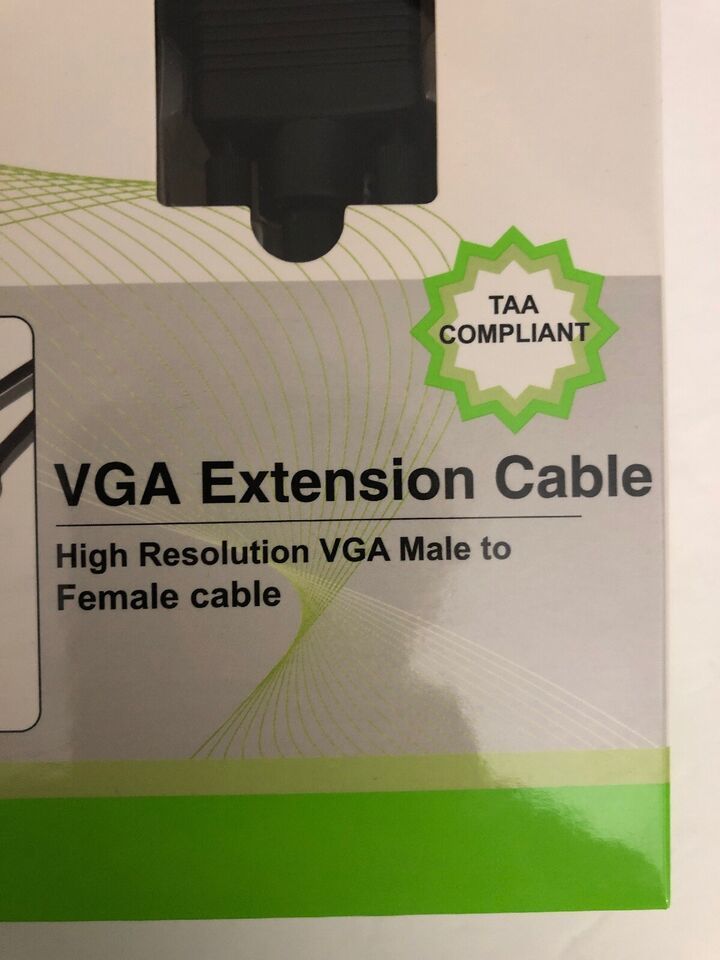 TAA
COMPLIANT
VGA Extension Cable
High Resolution VGA Male to
Female cable